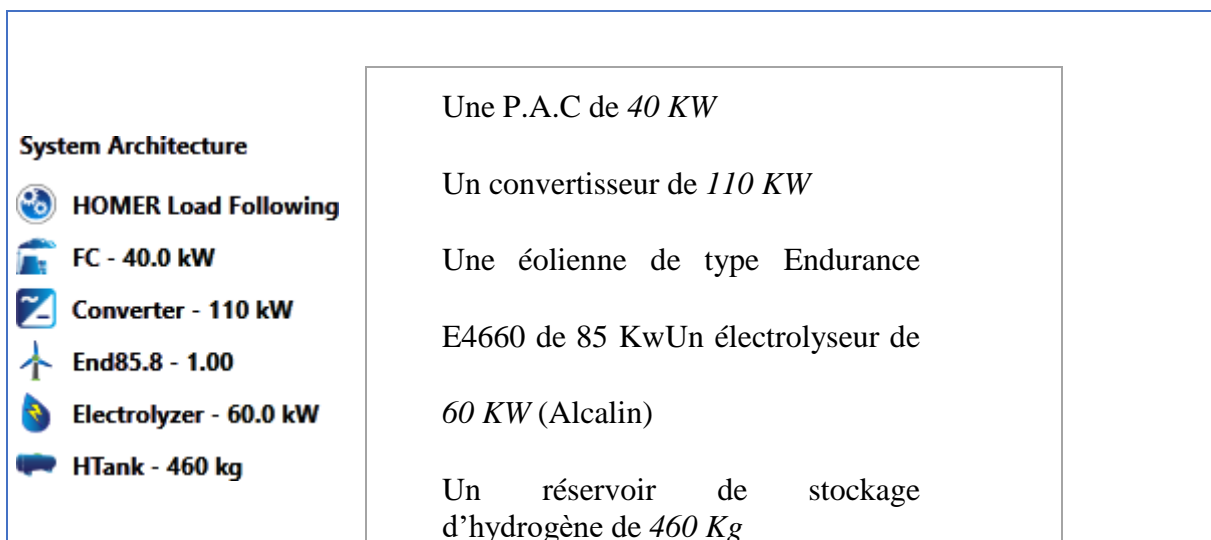 System Architecture
HOMER Load Following
FC - 40.0 kW
Converter - 110 kW
End85.8 - 1.00
Electrolyzer - 60.0 kW
HTank - 460 kg
Une P.A.C de 40 KW
Un convertisseur de 110 KW
Une éolienne de type Endurance
E4660 de 85 KwUn électrolyseur de
60 KW (Alcalin)
Un réservoir de stockage
d’hydrogène de 460 Kg